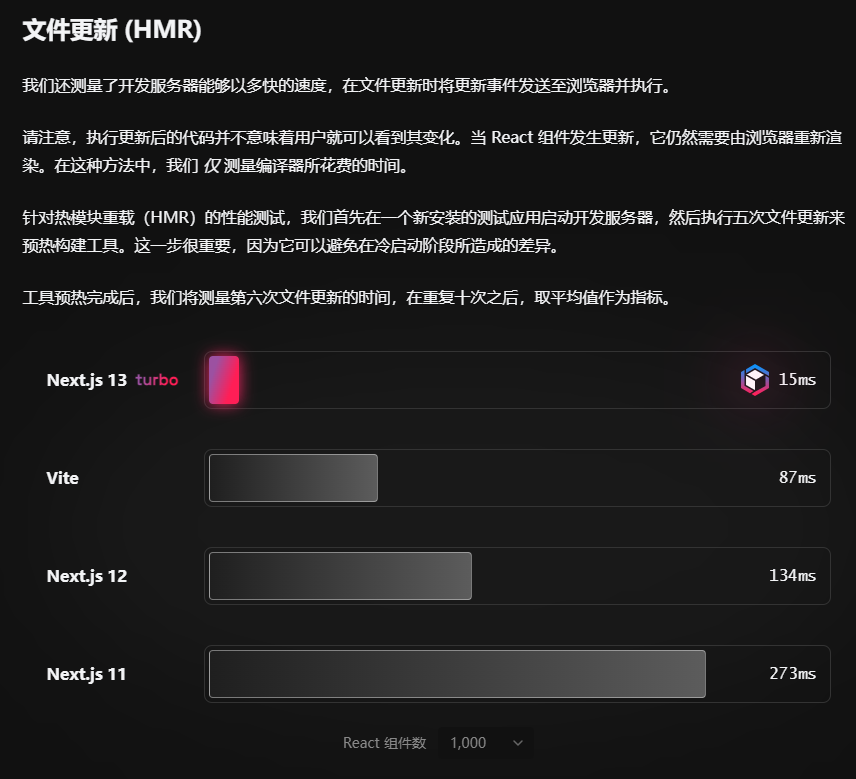 文件更新 (HMR)
我们还测量了开发服务器能够以多快的速度，在文件更新时将更新事件发送至浏览器并执行。
请注意，执行更新后的代码并不意味着用户就可以看到其变化。当 React 组件发生更新，它仍然需要由浏览器重新渲
染。在这种方法中，我们 仅 测量编译器所花费的时间。
针对热模块重载（HMR）的性能测试，我们首先在一个新安装的测试应用启动开发服务器，然后执行五次文件更新来
预热构建工具。这一步很重要，因为它可以避免在冷启动阶段所造成的差异。
工具预热完成后，我们将测量第六次文件更新的时间，在重复十次之后，取平均值作为指标。
Next.js 13 turbo 15ms
Vite 87ms
Next.js 12 134ms
Next.js 11 273ms
React 组件数 1,000